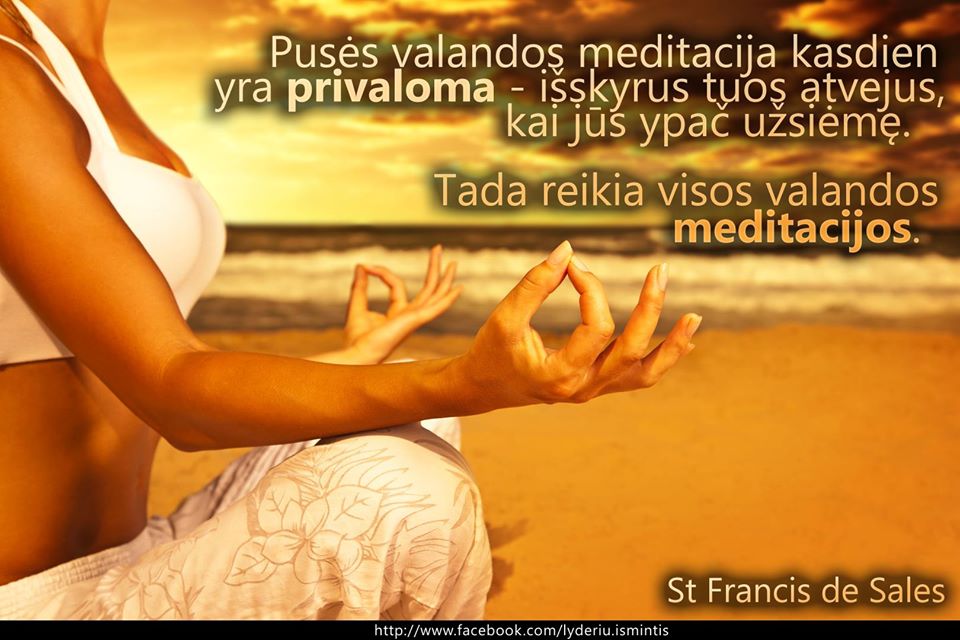 Pusės valandos meditacija kasdien
yra privaloma - išskyrus tuos atvejus,
kai jūs ypač užsiėmę.
Tada reikia visos valandos
meditacijos.
St Francis de Sales
http://www.facebook.com/lyderiu.ismintis